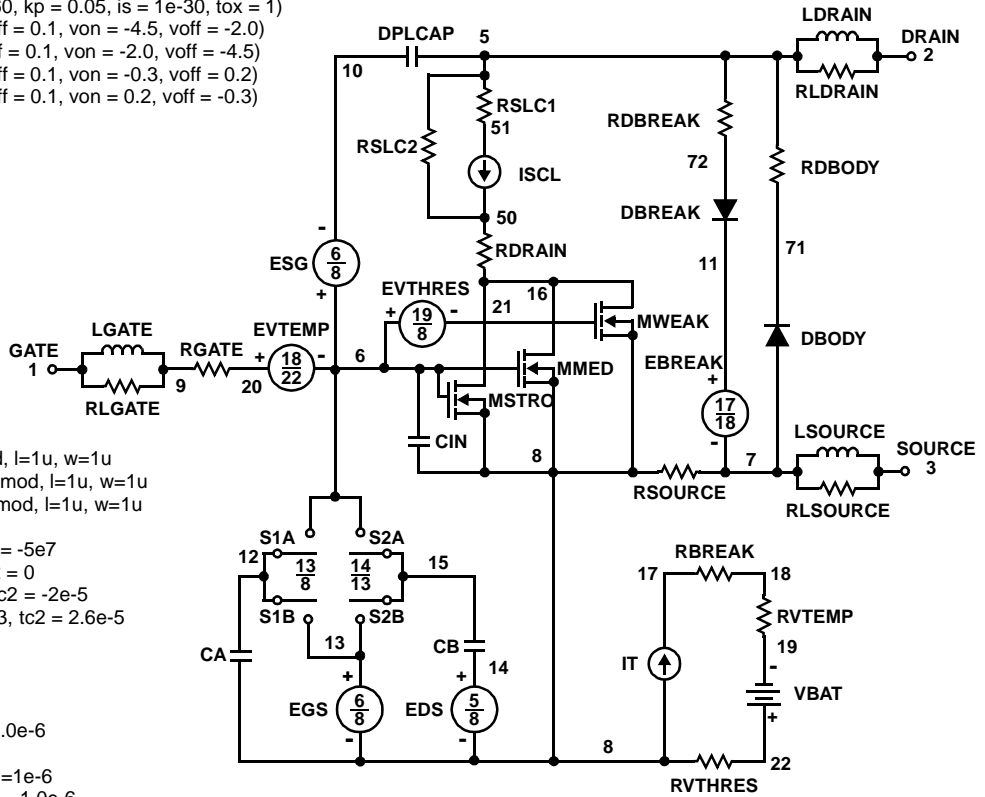 60, kp = 0.05, is = 1e-30, tox = 1)
off = 0.1, von = -4.5, voff = -2.0)
f = 0.1, von = -2.0, voff = -4.5)
ff = 0.1, von = -0.3, voff = 0.2)
ff = 0.1, von = 0.2, voff = -0.3)
LDRAIN
DPLCAP
5
DRAIN
2
10
RLDRAIN
RSLC1
51
RDBREAK
RSLC2
72
RDBODY
ISCL
DBREAK
50
-
RDRAIN
71
ESG
6
8
11
EVTHRES
16
+
+
19
8
-
21
MWEAK
LGATE
EVTEMP
DBODY
GATE
1
RGATE
+
18
22
-
6
EBREAK
MMED
+
9
20
MSTRO
17
18
RLGATE
-
LSOURCE
CIN
8
7
SOURCE
3
d, l=1u, w=1u
mod, l=1u, w=1u
mod, l=1u, w=1u
RSOURCE
RLSOURCE
= -5e7
= 0
c2 = -2e-5
3, tc2 = 2.6e-5
S1A
S2A
12
13
8
14
13
15
RBREAK
17
18
S1B
S2B
RVTEMP
13
CB
19
CA
14
IT
-
+
+
VBAT
EGS
6
8
EDS
5
8
+
.0e-6
-
-
8
22
=1e-6
RVTHRES